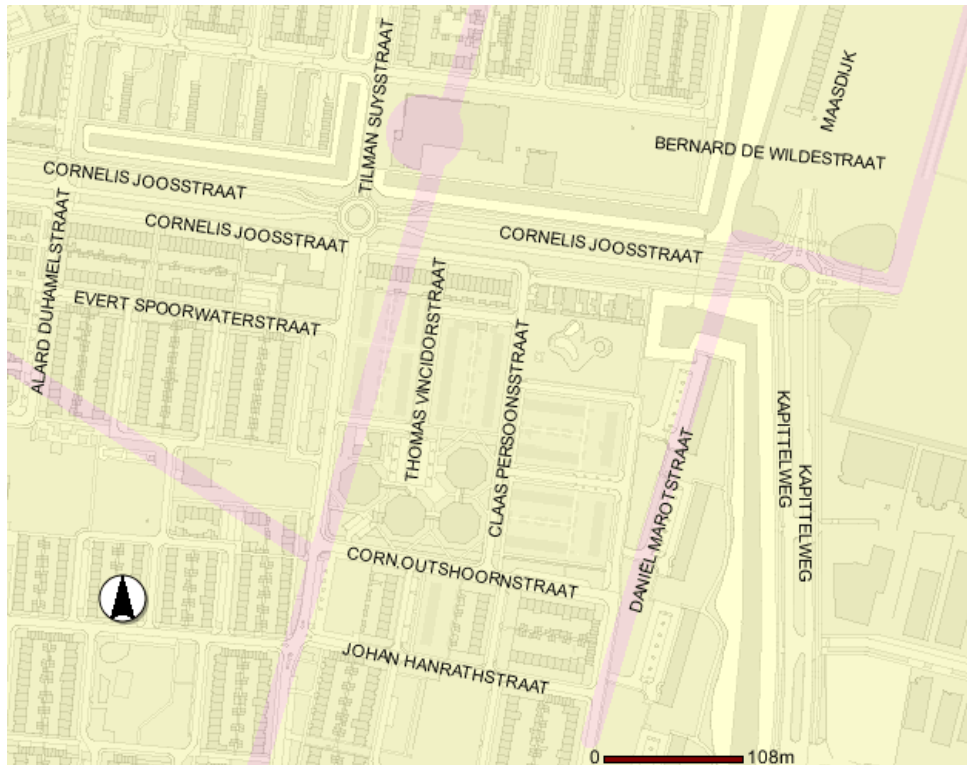 TILMAN SUYSSTRAAT
MAASDIJK
BERNARD DE WILDESTRAAT
CORNELIS JOOSSTRAAT
CORNELIS JOOSSTRAAT
CORNELIS JOOSSTRAAT
ALARD DUHAMELSTRAAT
EVERT SPOORWATERSTRAAT
THOMAS VINCIDORSTRAAT
CLAAS PERSOONSSTRAAT
DANIEL MAROTSTRAAT
KAPITTELWEG
KAPITTELWEG
CORN.OUTSHOORNSTRAAT
JOHAN HANRATHSTRAAT
0 108m